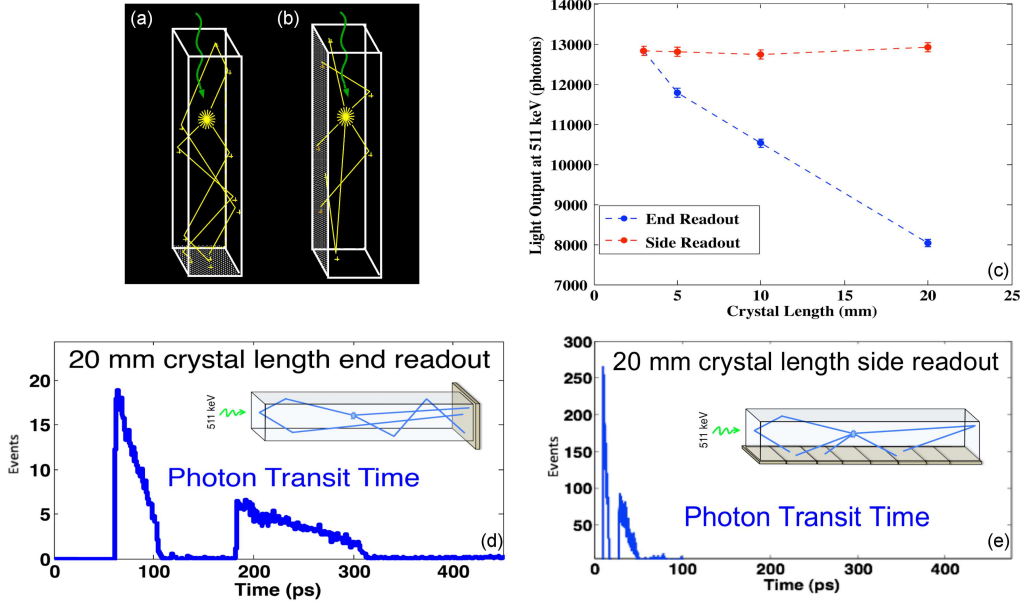 (a)
(b)
14000
13000
12000
11000
10000
9000
8000
7000
0
5
10
15
20
25
Light Output at 511 keV (photons)
Crystal Length (mm)
End Readout
Side Readout
(c)
20 mm crystal length end readout
511 keV
Photon Transit Time
20
15
10
5
0
Events
0
100
200
300
400
Time (ps)
(d)
20 mm crystal length side readout
511 keV
Photon Transit Time
300
250
200
150
100
50
0
Events
0
100
200
300
400
Time (ps)
(e)